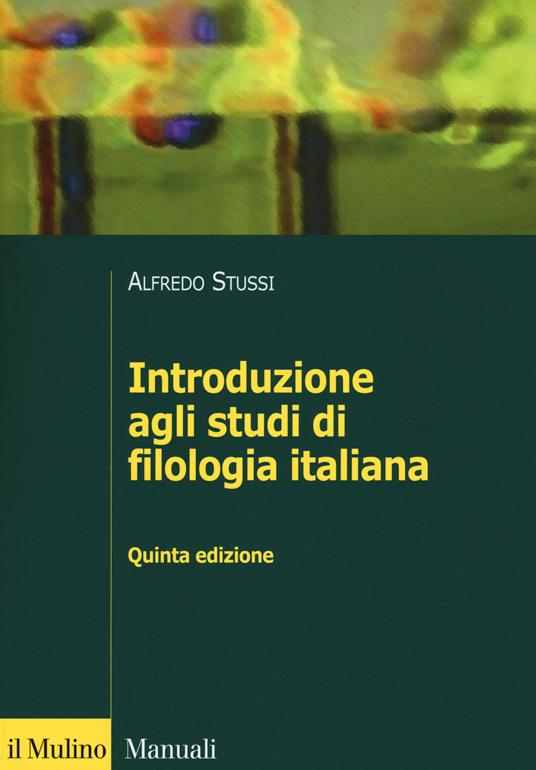 Alfredo Stussi
Introduzione
agli studi di
filologia italiana
Quinta edizione
il Mulino Manuali